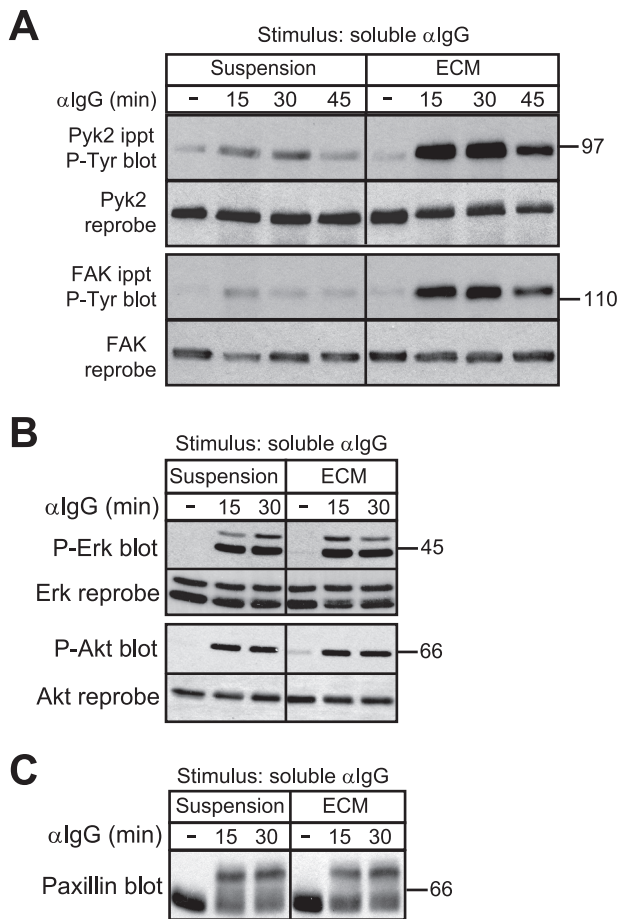 A
Stimulus: soluble αIgG
Suspension ECM
αIgG (min) - 15 30 45 - 15 30 45
Pyk2 ippt
P-Tyr blot
97
Pyk2
reprobe
FAK ippt
P-Tyr blot
110
FAK
reprobe
B
Stimulus: soluble αIgG
Suspension ECM
αIgG (min) - 15 30 - 15 30
P-Erk blot 45
Erk reprobe
P-Akt blot 66
Akt reprobe
C
Stimulus: soluble αIgG
Suspension ECM
αIgG (min) - 15 30 - 15 30
Paxillin blot 66